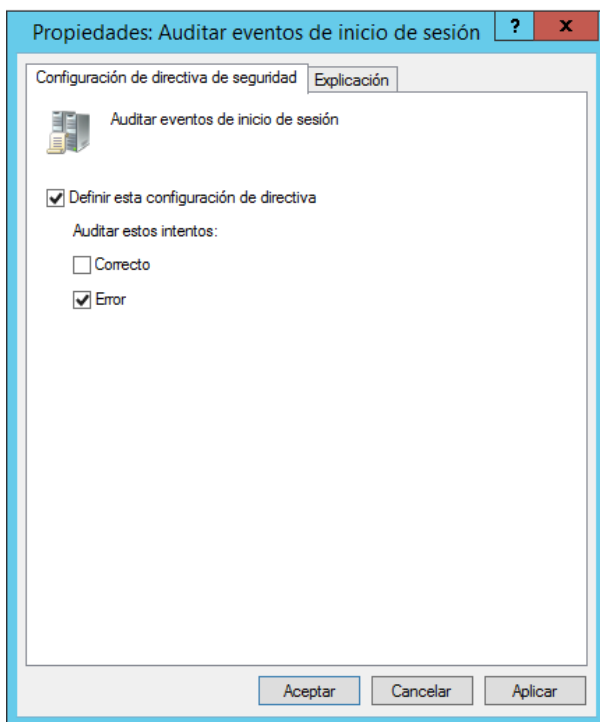 Propiedades: Auditar eventos de inicio de sesión ? x
Configuración de directiva de seguridad Explicación
Auditar eventos de inicio de sesión
Definir esta configuración de directiva
Auditar estos intentos:
Correcto
Error
Aceptar Cancelar Aplicar